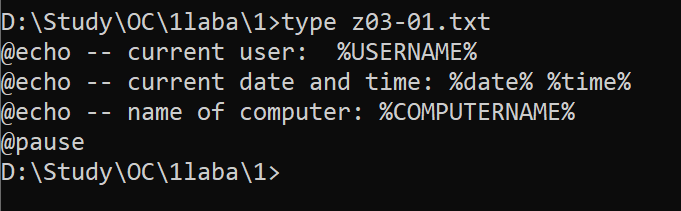 D:\Study\OC\1laba\1>type z03-01.txt
@echo -- current user:  %USERNAME%
@echo -- current date and time: %date% %time%
@echo -- name of computer: %COMPUTERNAME%
@pause
D:\Study\OC\1laba\1>